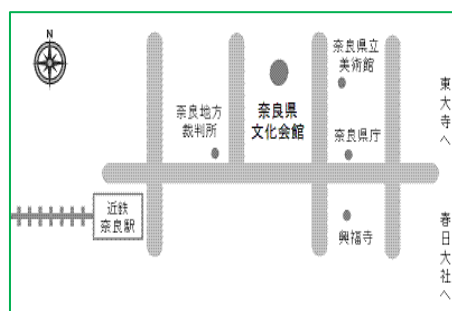 N
奈良県立
美術館
奈良地方
裁判所
奈良県
文化会館
奈良県庁
東大寺へ
近鉄
奈良駅
興福寺
春日大社へ